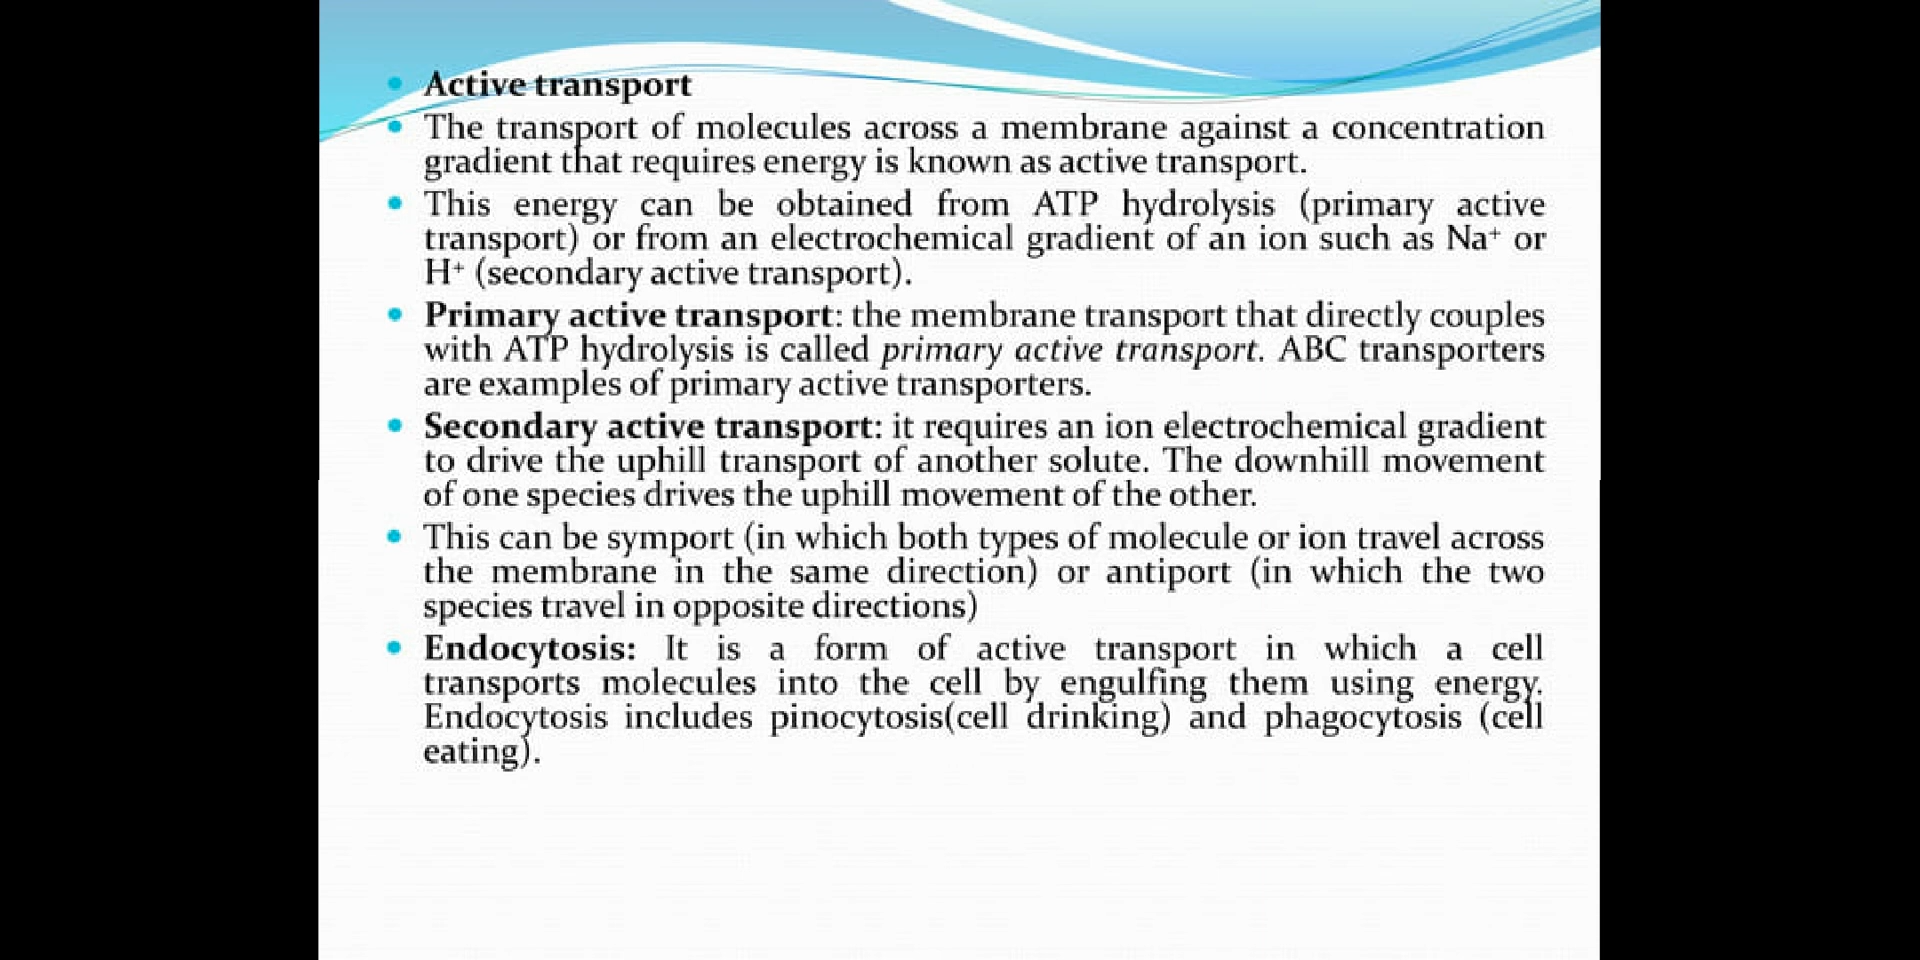 Active transport
The transport of molecules across a membrane against a concentration
gradient that requires energy is known as active transport.
This energy can be obtained from ATP hydrolysis (primary active
transport) or from an electrochemical gradient of an ion such as Na⁺ or
H⁺ (secondary active transport).
Primary active transport: the membrane transport that directly couples
with ATP hydrolysis is called primary active transport. ABC transporters
are examples of primary active transporters.
Secondary active transport: it requires an ion electrochemical gradient
to drive the uphill transport of another solute. The downhill movement
of one species drives the uphill movement of the other.
This can be symport (in which both types of molecule or ion travel across
the membrane in the same direction) or antiport (in which the two
species travel in opposite directions)
Endocytosis: It is a form of active transport in which a cell
transports molecules into the cell by engulfing them using energy.
Endocytosis includes pinocytosis(cell drinking) and phagocytosis (cell
eating).